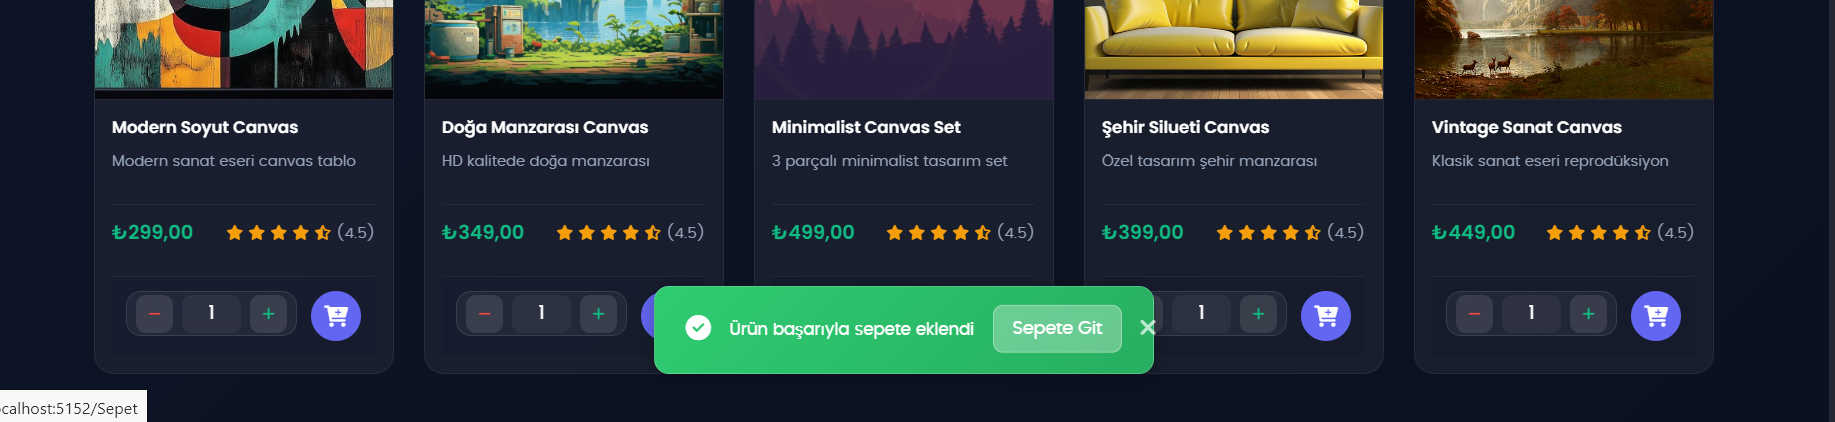 Modern Soyut Canvas
Modern sanat eseri canvas tablo
₺299,00 (4.5)
− 1 +
Doğa Manzarası Canvas
HD kalitede doğa manzarası
₺349,00 (4.5)
− 1 +
Minimalist Canvas Set
3 parçalı minimalist tasarım set
₺499,00 (4.5)
Şehir Silueti Canvas
Özel tasarım şehir manzarası
₺399,00 (4.5)
1 +
Vintage Sanat Canvas
Klasik sanat eseri reprodüksiyon
₺449,00 (4.5)
− 1 +
Ürün başarıyla sepete eklendi
Sepete Git
calhost:5152/Sepet